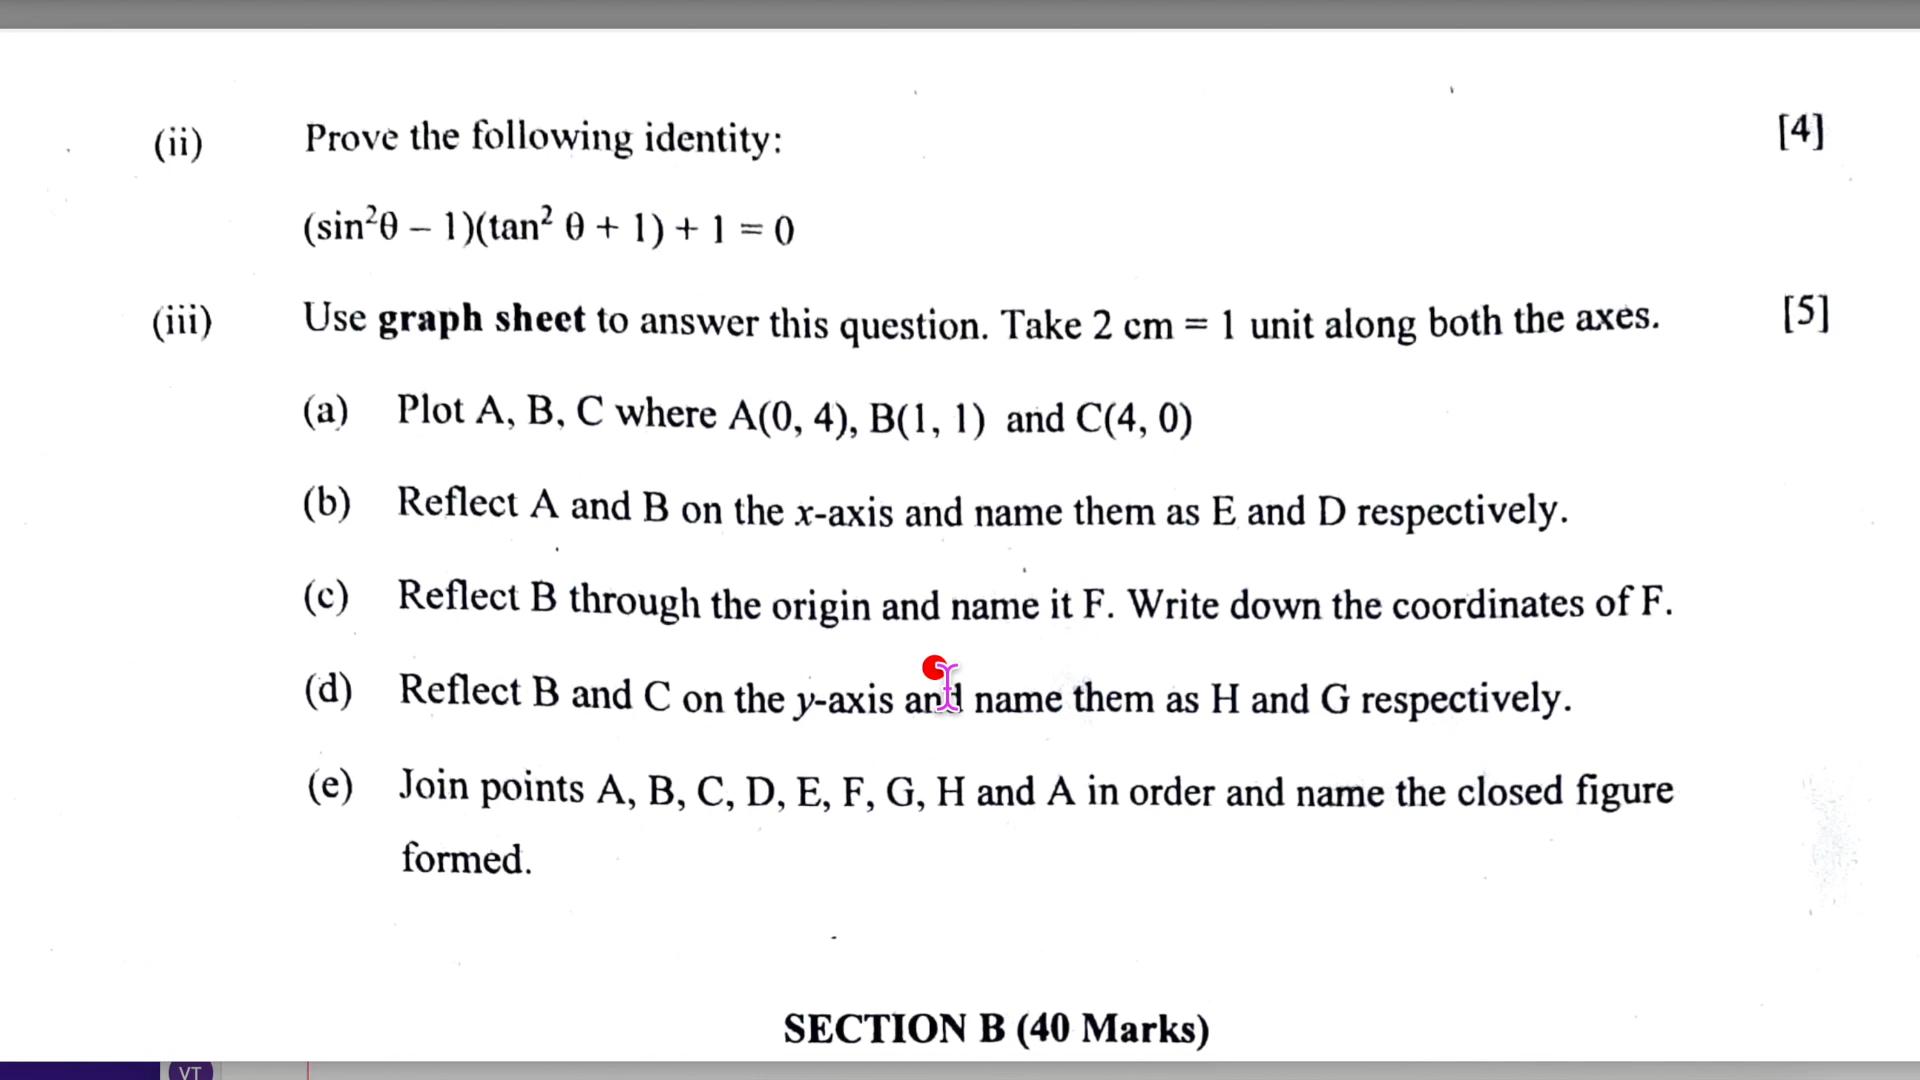 (ii) Prove the following identity: [4]
(sin²θ – 1)(tan² θ + 1) + 1 = 0
(iii) Use graph sheet to answer this question. Take 2 cm = 1 unit along both the axes. [5]
(a) Plot A, B, C where A(0, 4), B(1, 1) and C(4, 0)
(b) Reflect A and B on the x-axis and name them as E and D respectively.
(c) Reflect B through the origin and name it F. Write down the coordinates of F.
(d) Reflect B and C on the y-axis and name them as H and G respectively.
(e) Join points A, B, C, D, E, F, G, H and A in order and name the closed figure
formed.
SECTION B (40 Marks)
VT